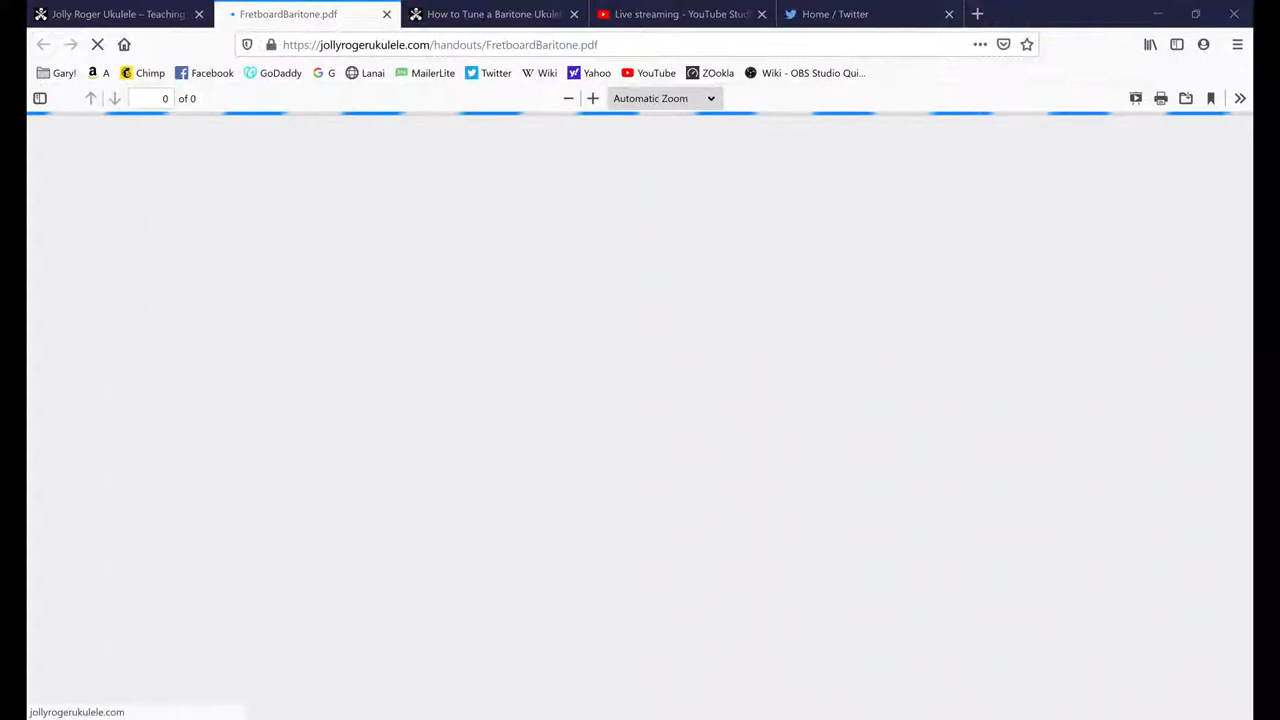 Jolly Roger Ukulele – Teaching
FretboardBaritone.pdf
How to Tune a Baritone Ukulel
Live streaming - YouTube Studi
Home / Twitter
https://jollyrogerukulele.com/handouts/FretboardBaritone.pdf
Gary! A Chimp Facebook GoDaddy G Lanai MailerLite Twitter Wiki Yahoo YouTube ZOokla Wiki - OBS Studio Qui...
0 of 0 Automatic Zoom
jollyrogerukulele.com